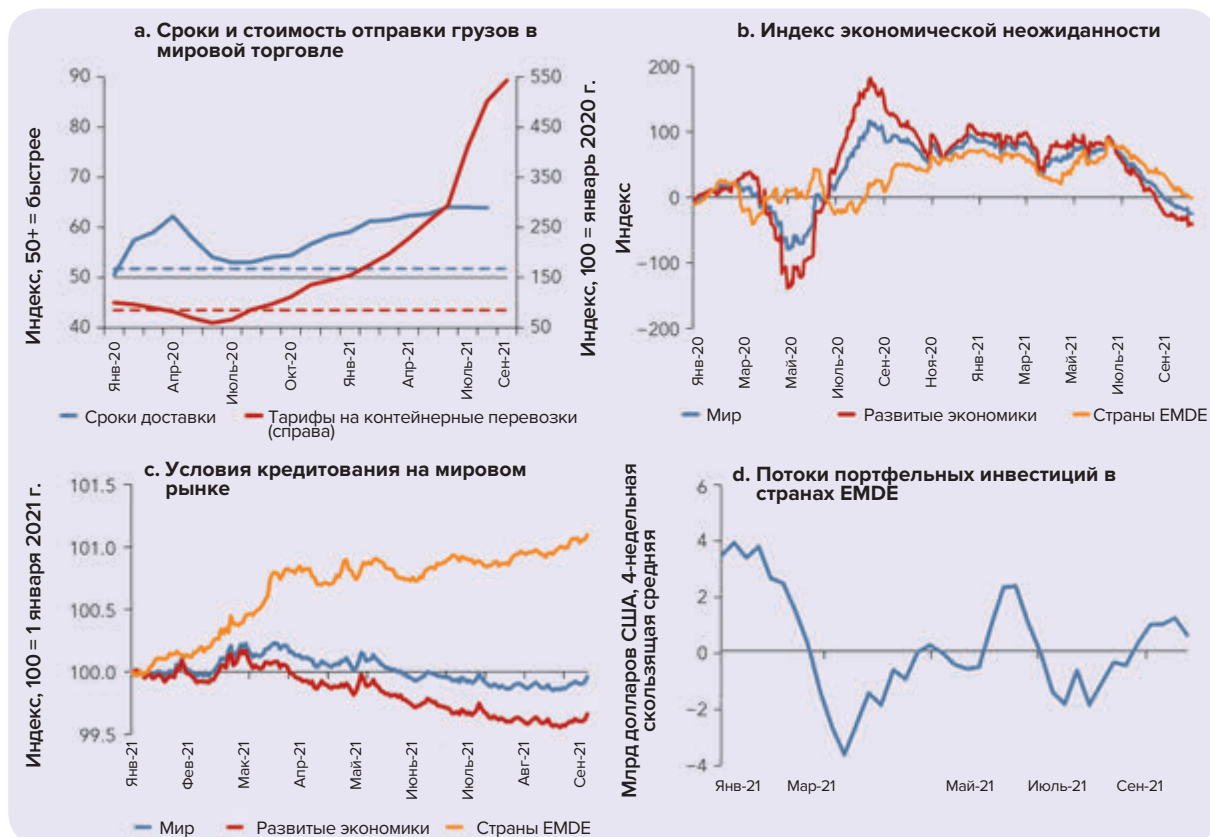 a. Сроки и стоимость отправки грузов в
мировой торговле
Индекс, 50+ = быстрее
90
80
70
60
50
40
550
450
350
250
150
50
Индекс, 100 = январь 2020 г.
Янв-20
Апр-20
Июль-20
Окт-20
Янв-21
Апр-21
Июль-21
Сен-21
Сроки доставки
Тарифы на контейнерные перевозки
(справа)
b. Индекс экономической неожиданности
Индекс
200
100
0
−100
−200
Янв-20
Мар-20
Май-20
Июль-20
Сен-20
Ноя-20
Янв-21
Мар-21
Май-21
Июль-21
Сен-21
Мир
Развитые экономики
Страны EMDE
c. Условия кредитования на мировом
рынке
Индекс, 100 = 1 января 2021 г.
101.5
101.0
100.5
100.0
99.5
Янв-21
Фев-21
Мак-21
Апр-21
Май-21
Июнь-21
Июль-21
Авг-21
Сен-21
Мир
Развитые экономики
Страны EMDE
d. Потоки портфельных инвестиций в
странах EMDE
Млрд долларов США, 4-недельная
скользящая средняя
6
4
2
0
−2
−4
Янв-21
Мар-21
Май-21
Июль-21
Сен-21